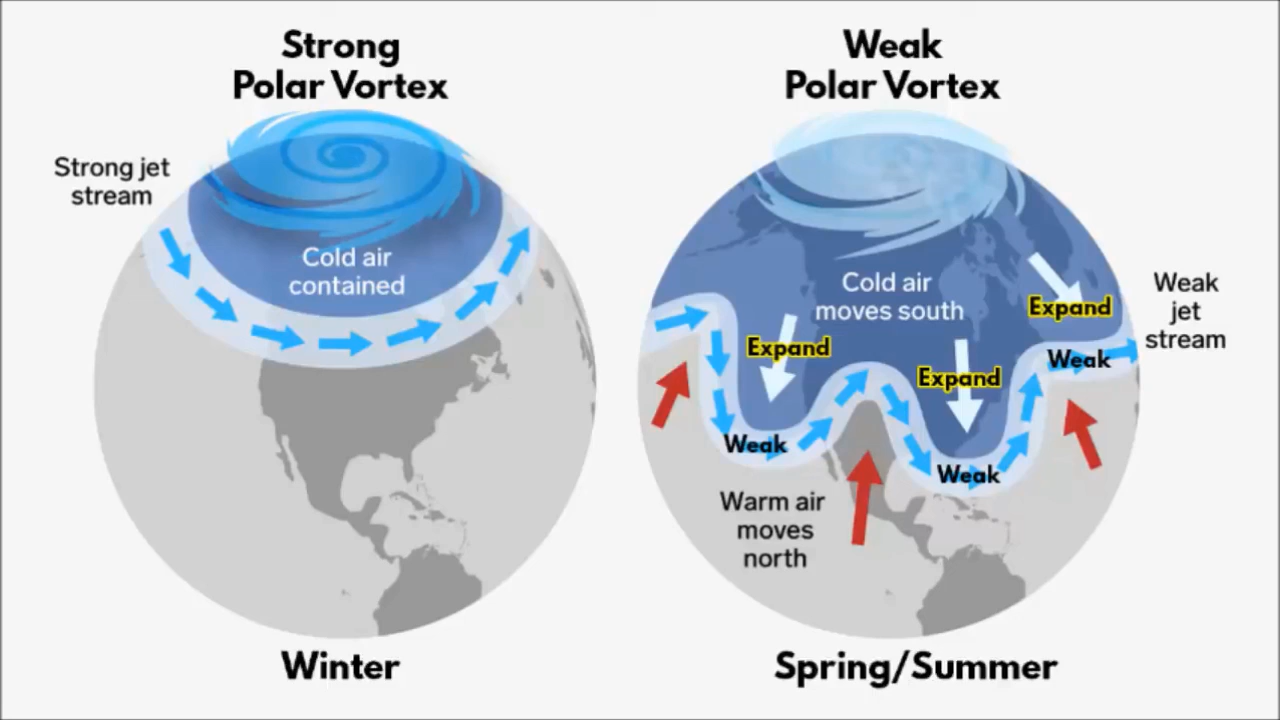 Strong
Polar Vortex
Strong jet
stream
Cold air
contained
Winter
Weak
Polar Vortex
Cold air
moves south
Expand
Expand
Expand
Weak
Weak
Weak
Weak
jet
stream
Warm air
moves
north
Spring/Summer